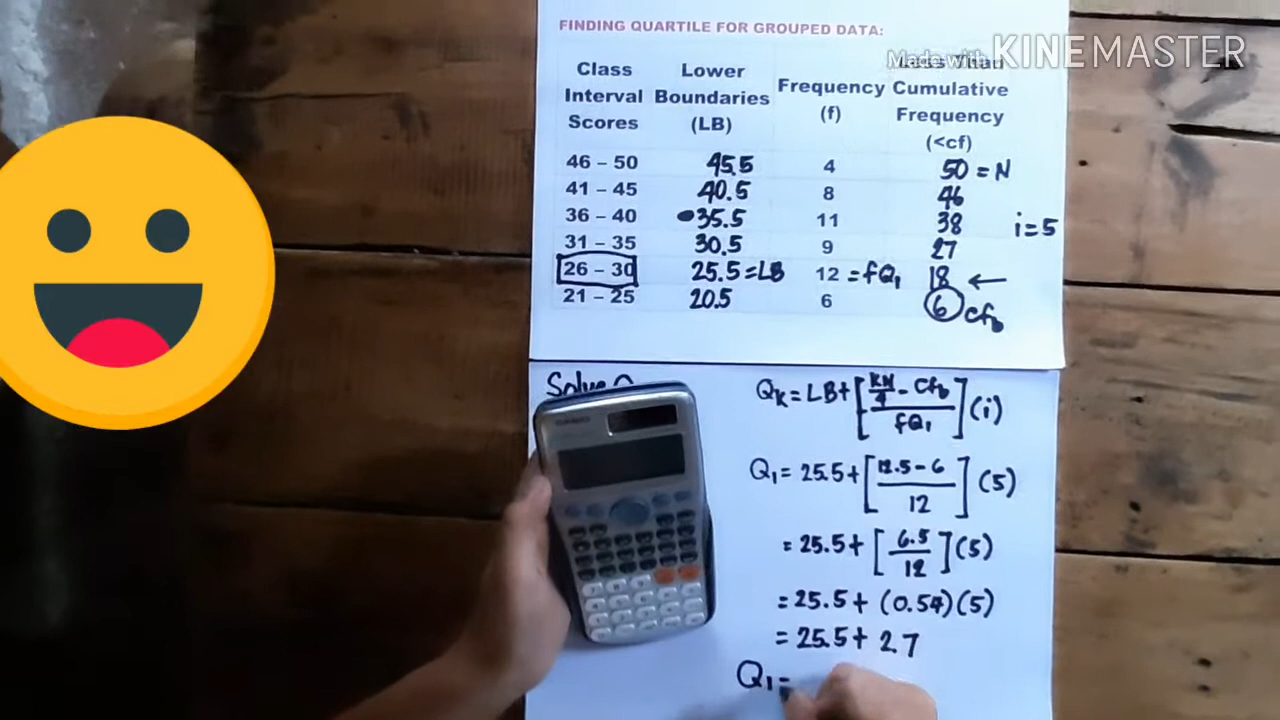 FINDING QUARTILE FOR GROUPED DATA:
Made with KINEMASTER
Class Interval Scores Lower Boundaries (LB) Frequency (f) Less Than Cumulative Frequency (<cf)
46 – 50 45.5 4 50 = N
41 – 45 40.5 8 46
36 – 40 35.5 11 38 i = 5
31 – 35 30.5 9 27
26 – 30 25.5 = LB 12 = fQ₁ 18 ←
21 – 25 20.5 6 6 cfb
Solve
Qk = LB + [(kN/4 - cfb)/fQ₁] (i)
Q₁ = 25.5 + [(12.5 - 6)/12] (5)
= 25.5 + [6.5/12] (5)
= 25.5 + (0.54)(5)
= 25.5 + 2.7
Q₁ =